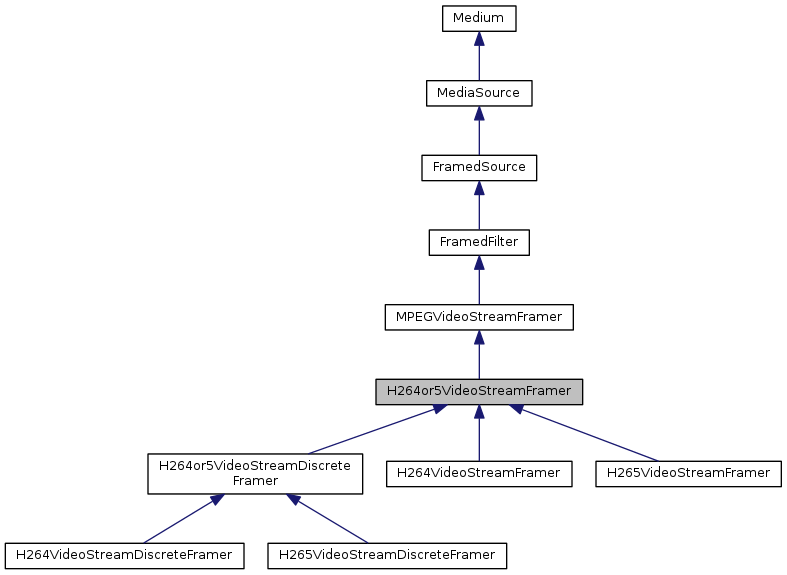 Medium
MediaSource
FramedSource
FramedFilter
MPEGVideoStreamFramer
H264or5VideoStreamFramer
H264or5VideoStreamDiscrete
Framer
H264VideoStreamFramer
H265VideoStreamFramer
H264VideoStreamDiscreteFramer
H265VideoStreamDiscreteFramer